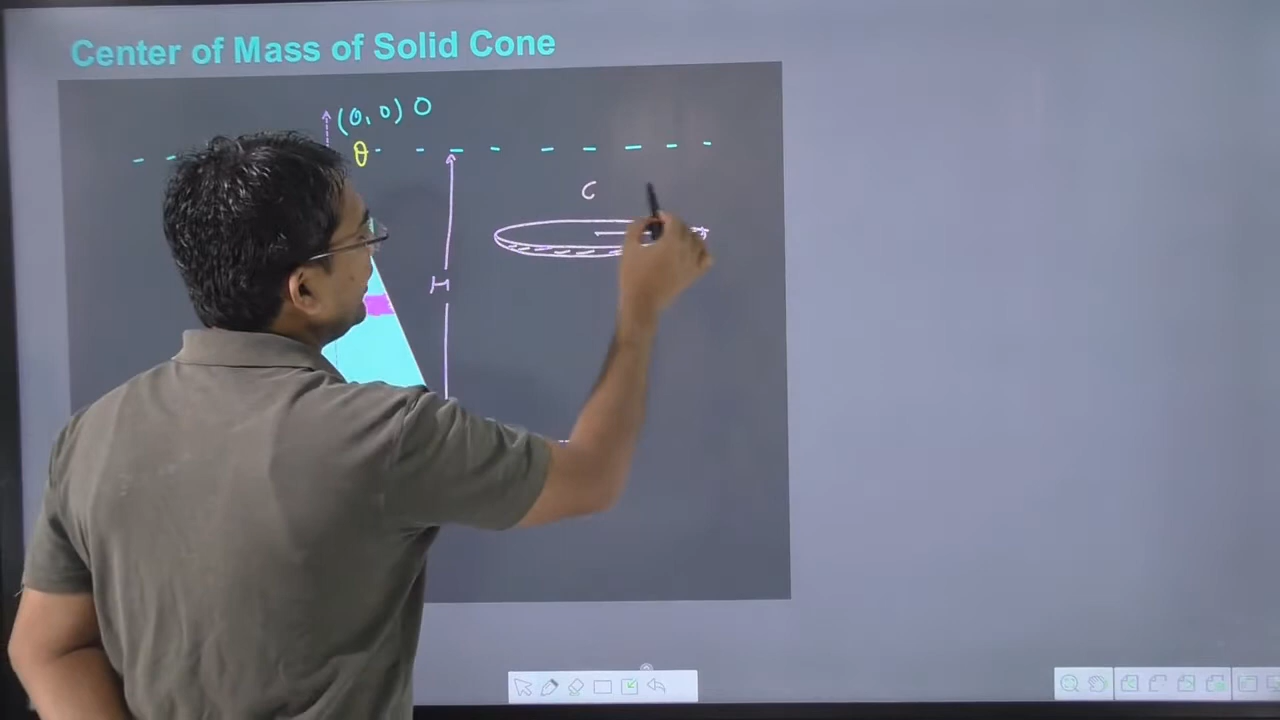 Center of Mass of Solid Cone
(0,0) O
θ
C
H